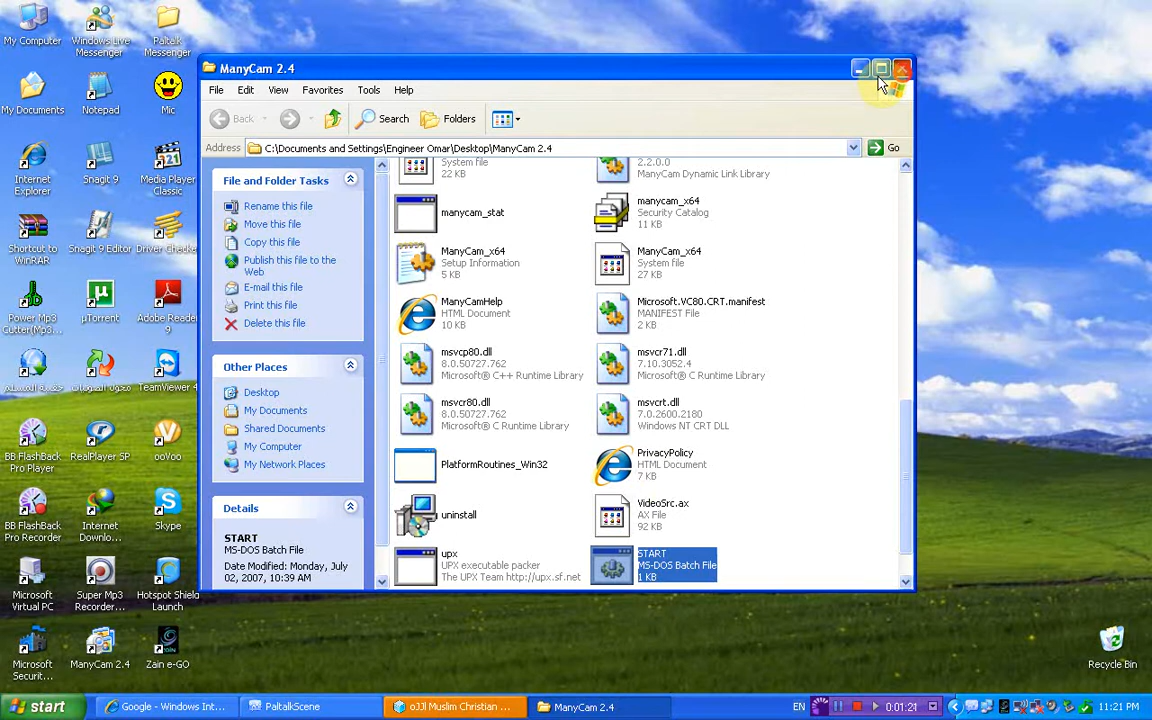 My Computer
Windows Live
Messenger
Paltalk
Messenger
My Documents
Notepad
Mic
Internet
Explorer
Snagit 9
Media Player
Classic
Shortcut to
WinRAR
Snagit 9 Editor
Driver Checke...
Power Mp3
Cutter(Mp3...
µTorrent
Adobe Reader
9
TeamViewer 4
BB FlashBack
Pro Player
RealPlayer SP
ooVoo
BB FlashBack
Pro Recorder
Internet
Downlo...
Skype
Microsoft
Virtual PC
Super Mp3
Recorder...
Hotspot Shield
Launch
Microsoft
Securit...
ManyCam 2.4
Zain e-GO
Recycle Bin
ManyCam 2.4
File Edit View Favorites Tools Help
Back Search Folders
Address C:\Documents and Settings\Engineer Omar\Desktop\ManyCam 2.4 Go
File and Folder Tasks
Rename this file
Move this file
Copy this file
Publish this file to the
Web
E-mail this file
Print this file
Delete this file
Other Places
Desktop
My Documents
Shared Documents
My Computer
My Network Places
Details
START
MS-DOS Batch File
Date Modified: Monday, July
02, 2007, 10:39 AM
System file
22 KB
2.2.0.0
ManyCam Dynamic Link Library
manycam_stat
manycam_x64
Security Catalog
11 KB
ManyCam_x64
Setup Information
5 KB
ManyCam_x64
System file
27 KB
ManyCamHelp
HTML Document
10 KB
Microsoft.VC80.CRT.manifest
MANIFEST File
2 KB
msvcp80.dll
8.0.50727.762
Microsoft® C++ Runtime Library
msvcr71.dll
7.10.3052.4
Microsoft® C Runtime Library
msvcr80.dll
8.0.50727.762
Microsoft® C Runtime Library
msvcrt.dll
7.0.2600.2180
Windows NT CRT DLL
PlatformRoutines_Win32
PrivacyPolicy
HTML Document
7 KB
uninstall
VideoSrc.ax
AX File
92 KB
upx
UPX executable packer
The UPX Team http://upx.sf.net
START
MS-DOS Batch File
1 KB
start
Google - Windows Int...
PaltalkScene
oJJl Muslim Christian ...
ManyCam 2.4
EN
0:01:21
11:21 PM